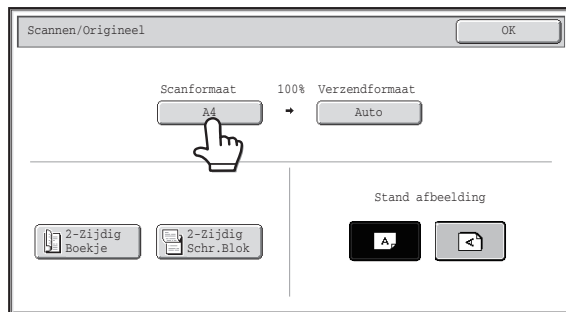 Scannen/Origineel
OK
Scanformaat 100% Verzendformaat
A4 Auto
Stand afbeelding
2-Zijdig
Boekje
2-Zijdig
Schr.Blok
A A